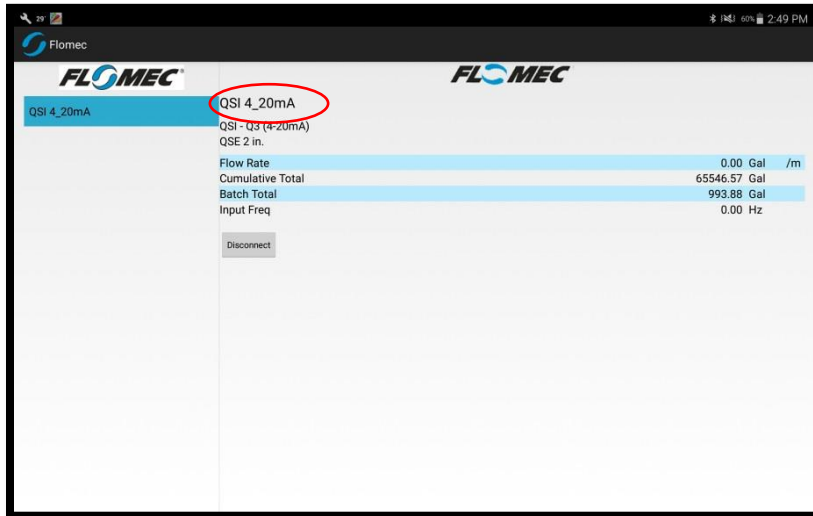 29° 60% 2:49 PM
Flomec
FLOMEC
FLOMEC
QSI 4_20mA
QSI 4_20mA
QSI - Q3 (4-20mA)
QSE 2 in.
Flow Rate 0.00 Gal /m
Cumulative Total 65546.57 Gal
Batch Total 993.88 Gal
Input Freq 0.00 Hz
Disconnect